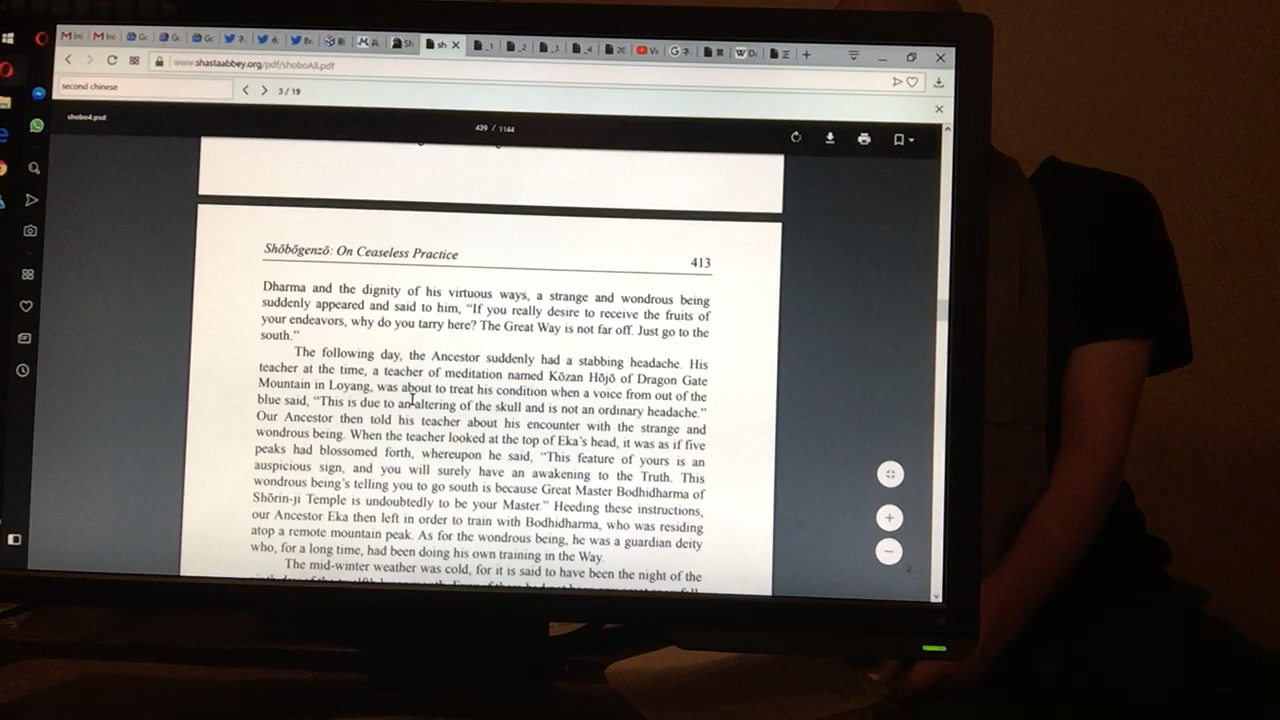 www.shastaabbey.org/pdf/shoboAll.pdf
second chinese
3 / 19
shobo4.psd
439 / 1144
Shōbōgenzō: On Ceaseless Practice
413
Dharma and the dignity of his virtuous ways, a strange and wondrous being
suddenly appeared and said to him, “If you really desire to receive the fruits of
your endeavors, why do you tarry here? The Great Way is not far off. Just go to the
south.”
The following day, the Ancestor suddenly had a stabbing headache. His
teacher at the time, a teacher of meditation named Kōzan Hōjō of Dragon Gate
Mountain in Loyang, was about to treat his condition when a voice from out of the
blue said, “This is due to an altering of the skull and is not an ordinary headache.”
Our Ancestor then told his teacher about his encounter with the strange and
wondrous being. When the teacher looked at the top of Eka’s head, it was as if five
peaks had blossomed forth, whereupon he said, “This feature of yours is an
auspicious sign, and you will surely have an awakening to the Truth. This
wondrous being’s telling you to go south is because Great Master Bodhidharma of
Shōrin-ji Temple is undoubtedly to be your Master.” Heeding these instructions,
our Ancestor Eka then left in order to train with Bodhidharma, who was residing
atop a remote mountain peak. As for the wondrous being, he was a guardian deity
who, for a long time, had been doing his own training in the Way.
The mid-winter weather was cold, for it is said to have been the night of the